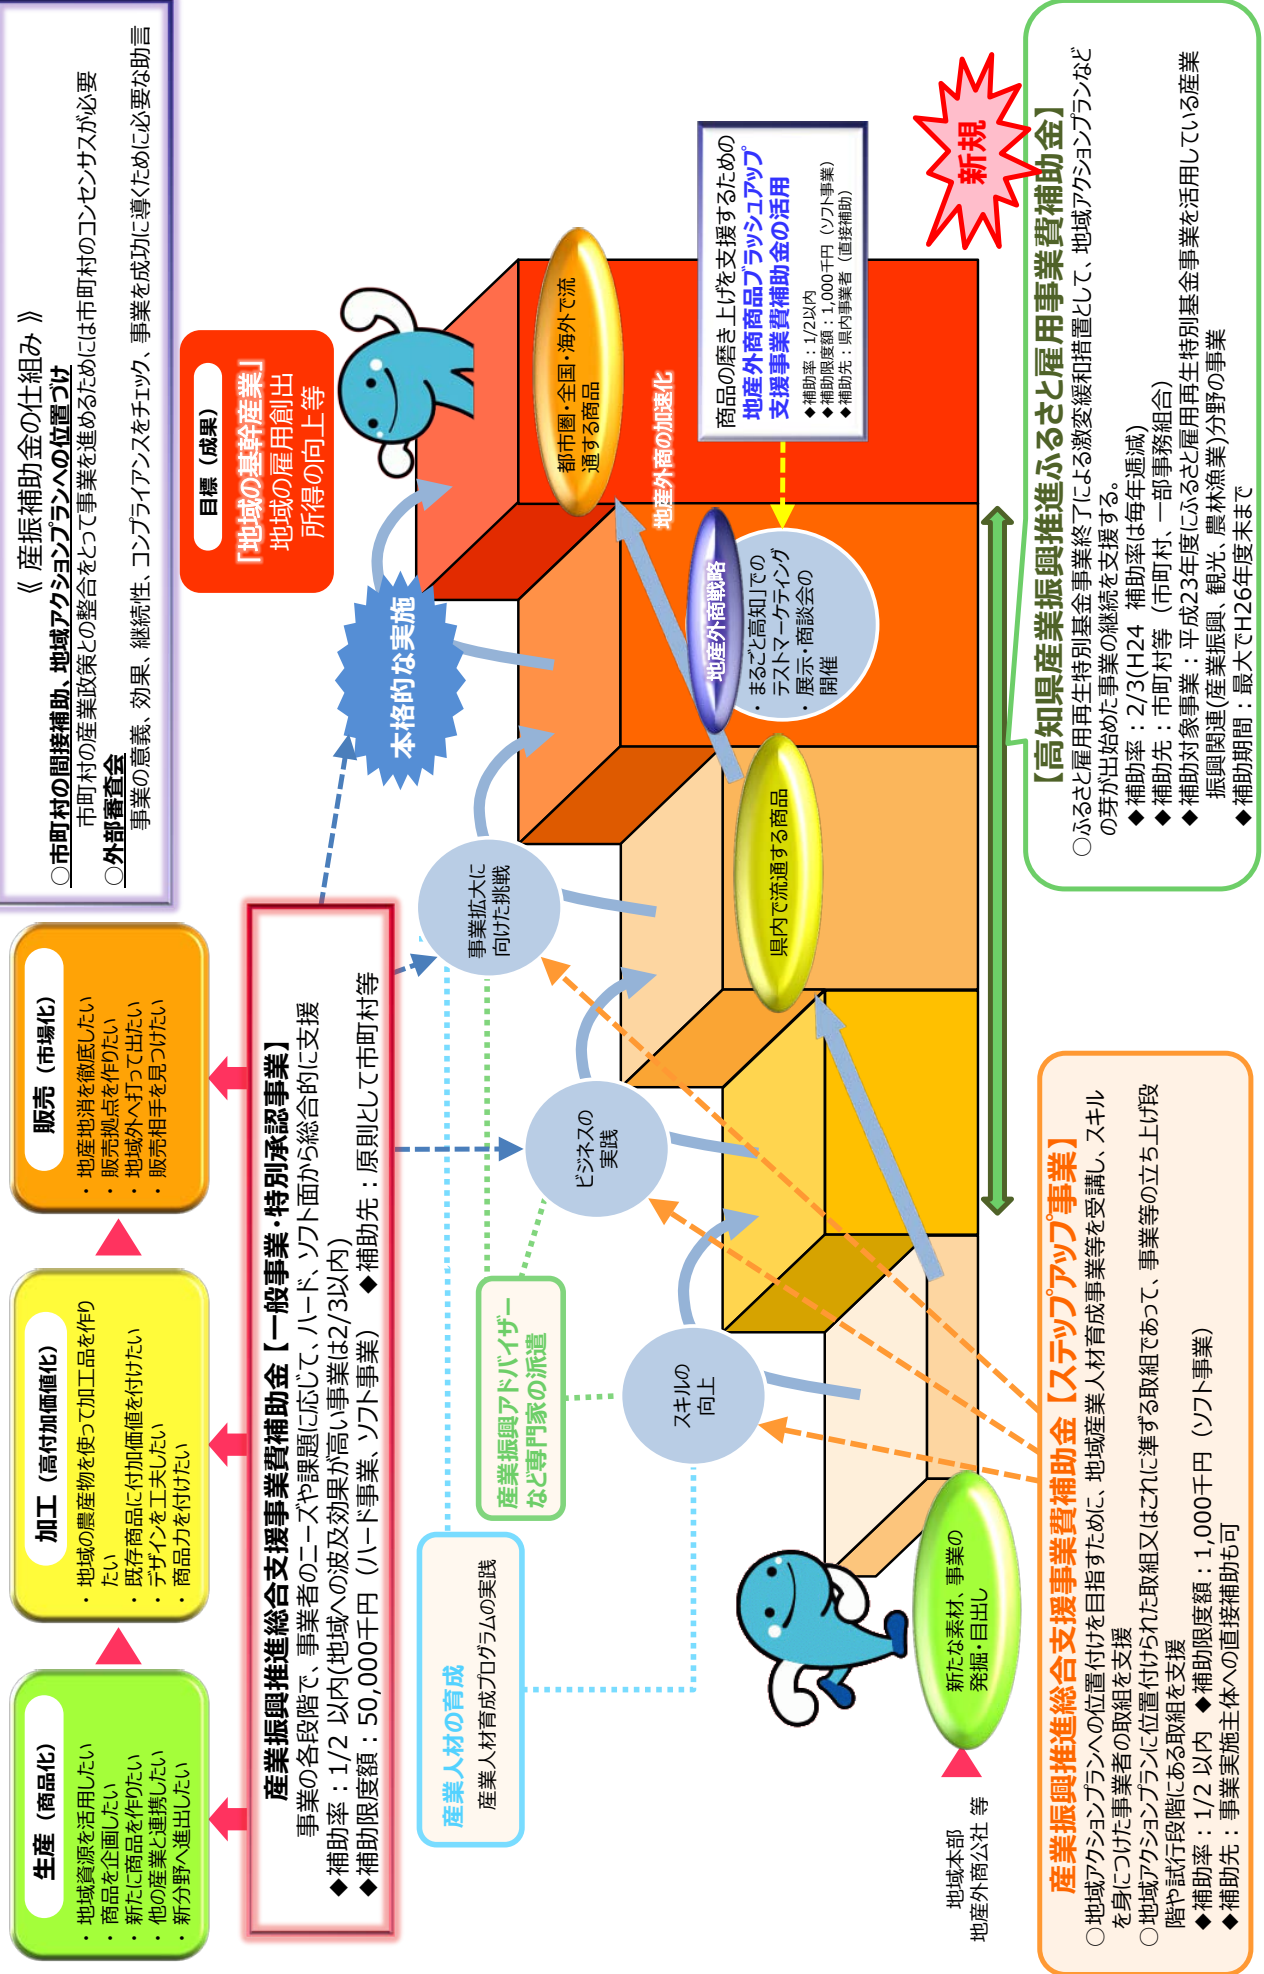 生産（商品化）
・地域資源を活用したい
・商品を企画したい
・新たに商品を作りたい
・他の産業と連携したい
・新分野へ進出したい
加工（高付加価値化）
・地域の農産物を使って加工品を作り
たい
・既存商品に付加価値を付けたい
・デザインを工夫したい
・商品力を付けたい
販売（市場化）
・地産地消を徹底したい
・販売拠点を作りたい
・地域外へ打って出たい
・販売相手を見つけたい
《 産振補助金の仕組み 》
○市町村の間接補助、地域アクションプランへの位置づけ
市町村の産業政策との整合をとって事業を進めるためには市町村のコンセンサスが必要
○外部審査会
事業の意義、効果、継続性、コンプライアンスをチェック、事業を成功に導くために必要な助言
産業振興推進総合支援事業費補助金【一般事業・特別承認事業】
事業の各段階で、事業者のニーズや課題に応じて、ハード、ソフト面から総合的に支援
◆補助率：1/2 以内(地域への波及効果が高い事業は2/3以内)
◆補助限度額：50,000千円（ハード事業、ソフト事業）　◆補助先：原則として市町村等
目標（成果）
「地域の基幹産業」
地域の雇用創出
所得の向上等
本格的な実施
産業人材の育成
産業人材育成プログラムの実践
産業振興アドバイザー
など専門家の派遣
スキルの
向上
ビジネスの
実践
事業拡大に
向けた挑戦
都市圏・全国・海外で流
通する商品
地産外商の加速化
商品の磨き上げを支援するための
地産外商商品ブラッシュアップ
支援事業費補助金の活用
◆補助率：1/2以内
◆補助限度額：1,000千円（ソフト事業）
◆補助先：県内事業者（直接補助）
地産外商戦略
・まるごと高知」での
テストマーケティング
・展示・商談会の
開催
県内で流通する商品
新たな素材、事業の
発掘・目出し
地域本部
地産外商公社 等
産業振興推進総合支援事業費補助金【ステップアップ事業】
○地域アクションプランへの位置付けを目指すために、地域産業人材育成事業等を受講し、スキル
を身につけた事業者の取組を支援
○地域アクションプランに位置付けられた取組又はこれに準ずる取組であって、事業等の立ち上げ段
階や試行段階にある取組を支援
◆補助率：1/2 以内　◆補助限度額：1,000千円（ソフト事業）
◆補助先：事業実施主体への直接補助も可
新規
【高知県産業振興推進ふるさと雇用事業費補助金】
○ふるさと雇用再生特別基金事業終了による激変緩和措置として、地域アクションプランなど
の芽が出始めた事業の継続を支援する。
◆補助率：2/3(H24　補助率は毎年逓減)
◆補助先：市町村等（市町村、一部事務組合)
◆補助対象事業：平成23年度にふるさと雇用再生特別基金事業を活用している産業
振興関連(産業振興、観光、農林漁業)分野の事業
◆補助期間：最大でH26年度末まで